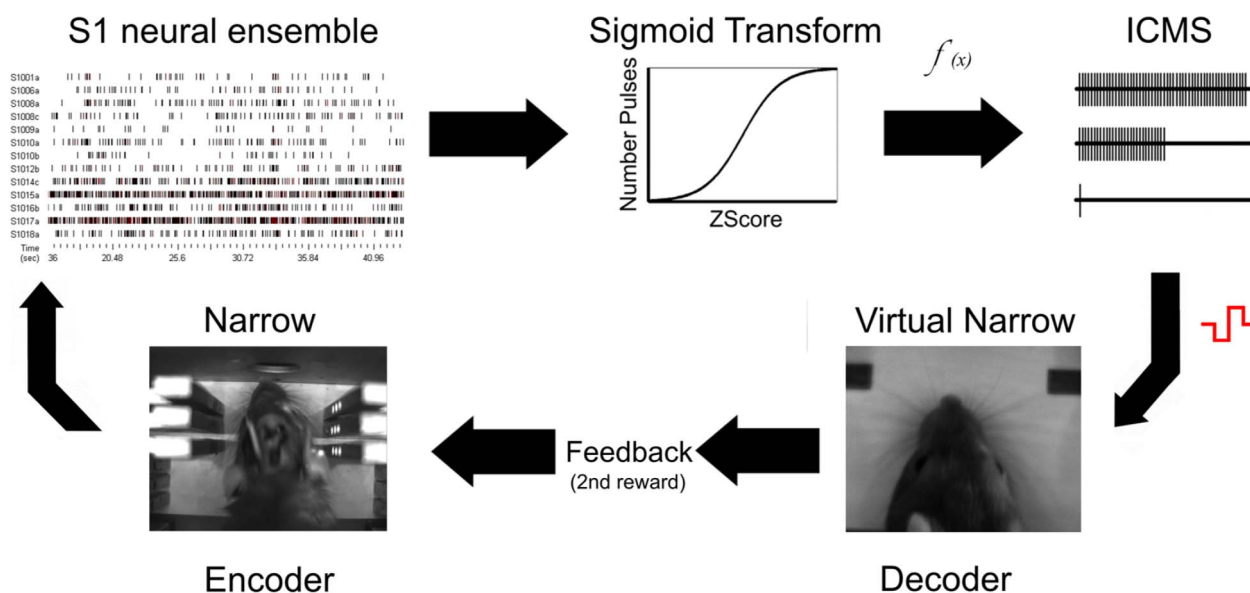 S1 neural ensemble
S1001a
S1006a
S1008a
S1008c
S1009a
S1010a
S1010b
S1012b
S1014c
S1015a
S1016b
S1017a
S1018a
Time
(sec) 36 20.48 25.6 30.72 35.84 40.96
Sigmoid Transform
Number Pulses
ZScore
f (x)
ICMS
Narrow
Virtual Narrow
Feedback
(2nd reward)
Encoder
Decoder